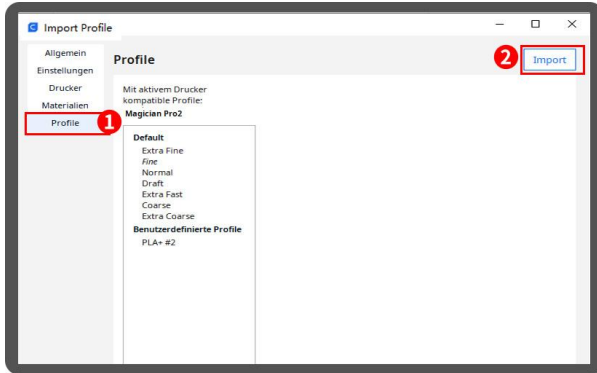 Import Profile
Allgemein
Einstellungen
Drucker
Materialien
Profile
1
Profile
2
Import
Mit aktivem Drucker
kompatible Profile:
Magician Pro2
Default
Extra Fine
Fine
Normal
Draft
Extra Fast
Coarse
Extra Coarse
Benutzerdefinierte Profile
PLA+ #2